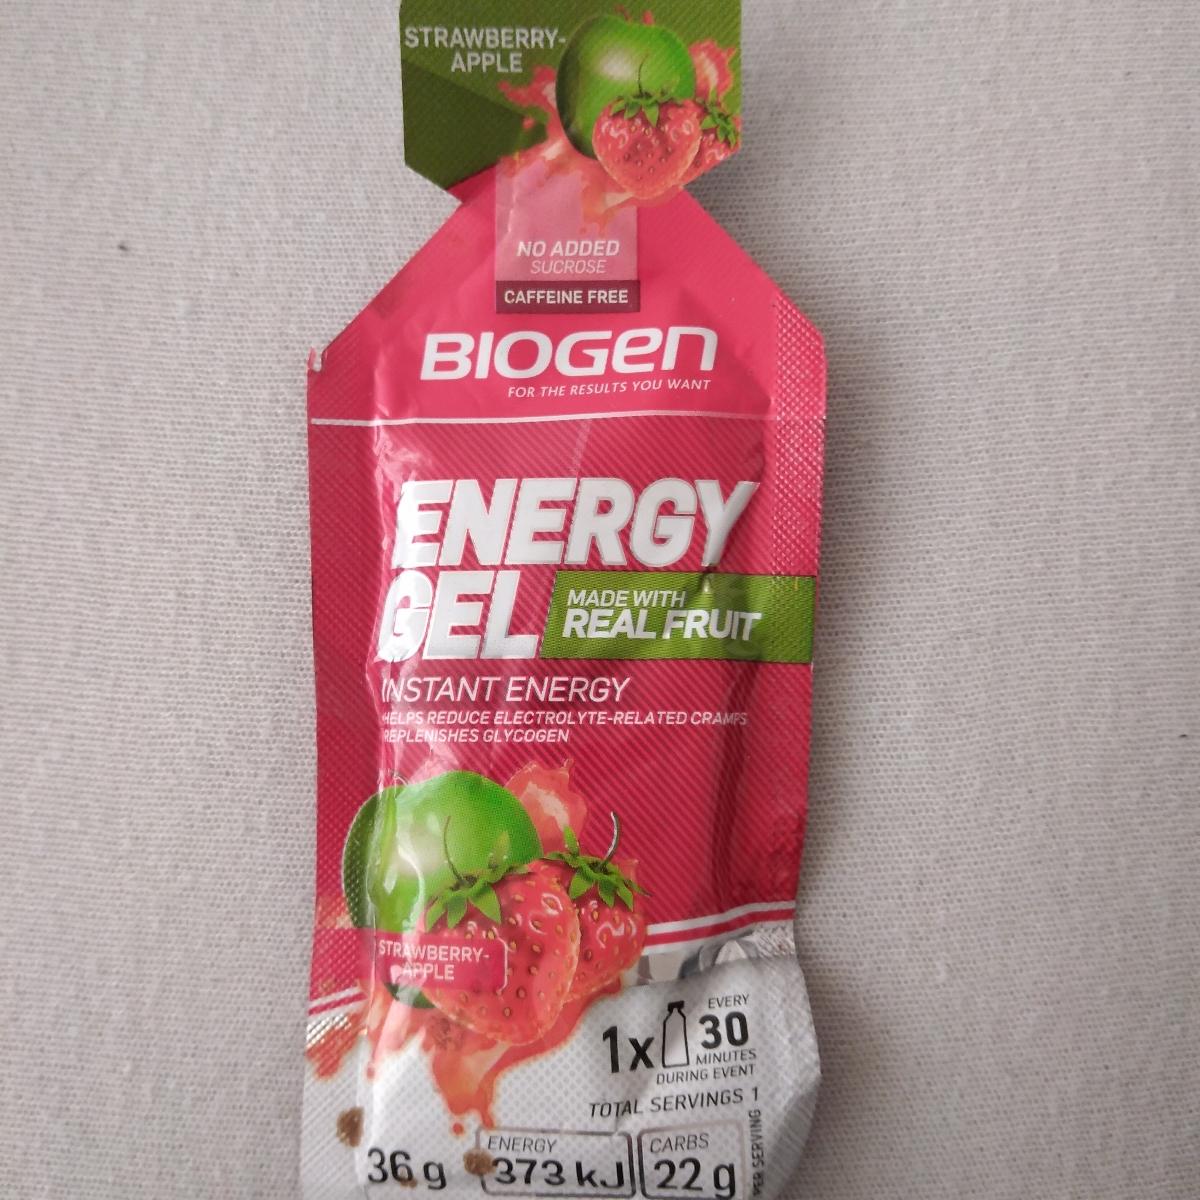 STRAWBERRY-
APPLE
NO ADDED
SUCROSE
CAFFEINE FREE
BIOGen
FOR THE RESULTS YOU WANT
ENERGY
GEL
MADE WITH
REAL FRUIT
INSTANT ENERGY
HELPS REDUCE ELECTROLYTE-RELATED CRAMPS
REPLENISHES GLYCOGEN
STRAWBERRY-
APPLE
1x
EVERY
30
MINUTES
DURING EVENT
TOTAL SERVINGS 1
36 g
ENERGY
373 kJ
CARBS
22 g
PER SERVING